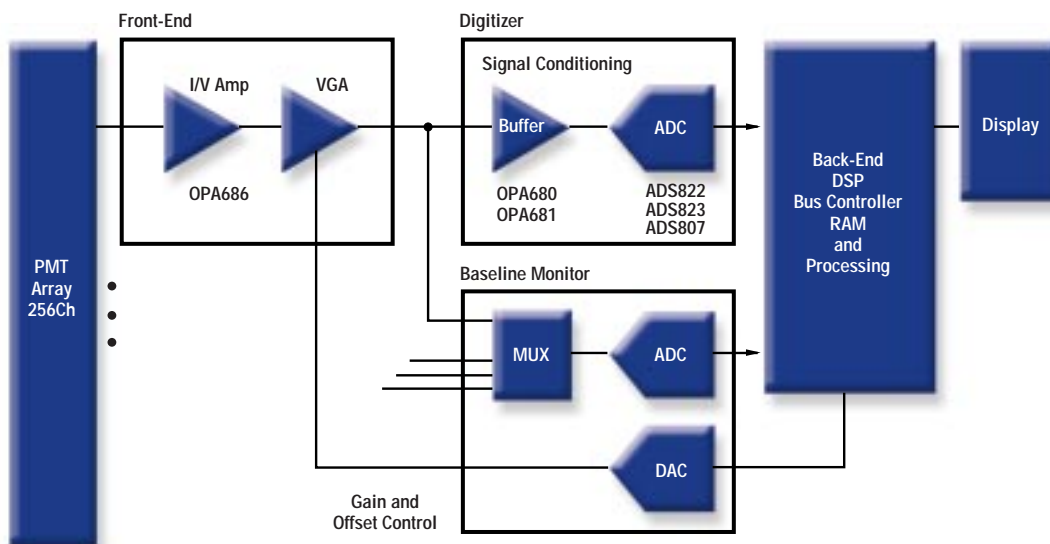 Front-End
Digitizer
I/V Amp
VGA
OPA686
Signal Conditioning
Buffer
ADC
OPA680
OPA681
ADS822
ADS823
ADS807
Back-End
DSP
Bus Controller
RAM
and
Processing
Display
PMT
Array
256Ch
Baseline Monitor
MUX
ADC
DAC
Gain and
Offset Control